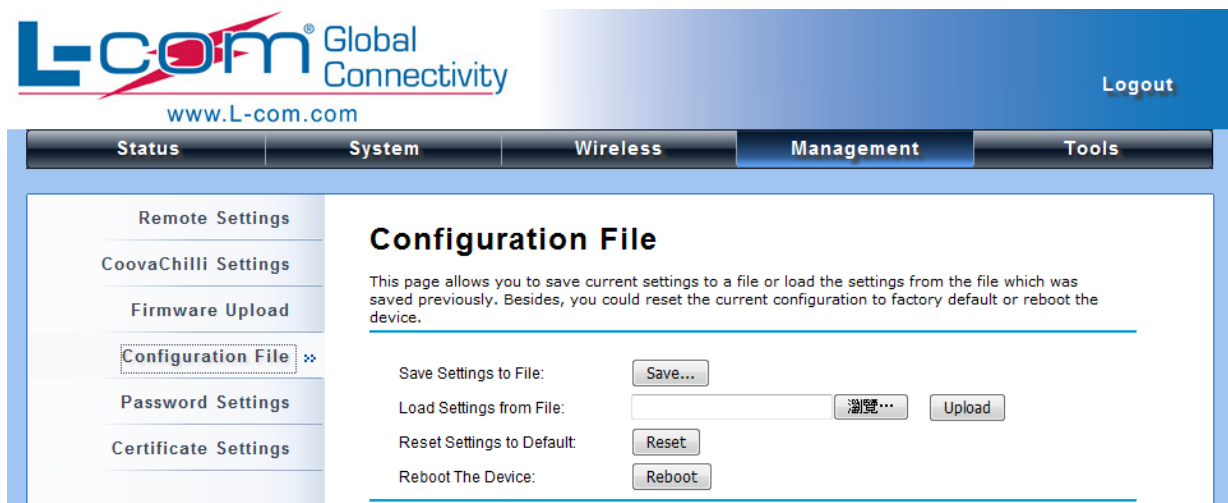 L-com® Global Connectivity
www.L-com.com
Logout
Status System Wireless Management Tools
Remote Settings
CoovaChilli Settings
Firmware Upload
Configuration File »
Password Settings
Certificate Settings
Configuration File
This page allows you to save current settings to a file or load the settings from the file which was
saved previously. Besides, you could reset the current configuration to factory default or reboot the
device.
Save Settings to File: Save...
Load Settings from File: 瀏覽… Upload
Reset Settings to Default: Reset
Reboot The Device: Reboot